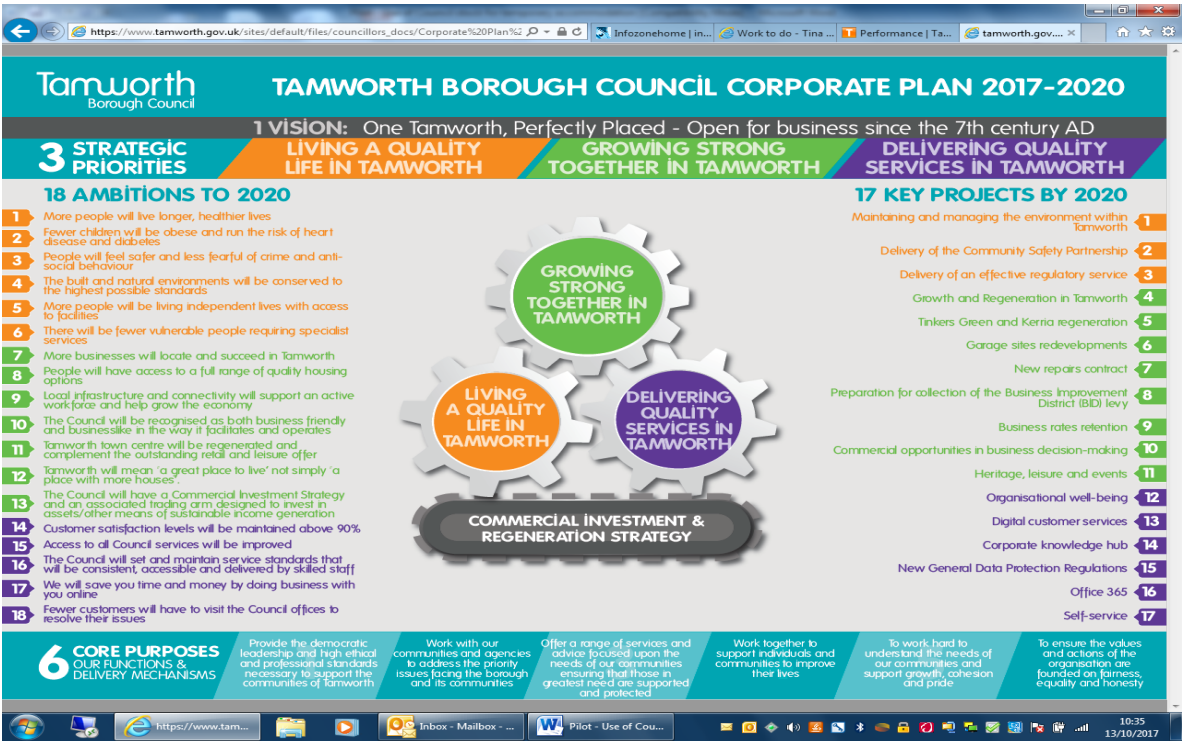 https://www.tamworth.gov.uk/sites/default/files/councillors_docs/Corporate%20Plan%2
Infozonehome | in...
Work to do - Tina ...
Performance | Ta...
tamworth.gov....
Tamworth
Borough Council
TAMWORTH BOROUGH COUNCIL CORPORATE PLAN 2017-2020
1 VISION: One Tamworth, Perfectly Placed - Open for business since the 7th century AD
3 STRATEGIC
PRIORITIES
LIVING A QUALITY
LIFE IN TAMWORTH
GROWING STRONG
TOGETHER IN TAMWORTH
DELIVERING QUALITY
SERVICES IN TAMWORTH
18 AMBITIONS TO 2020
1 More people will live longer, healthier lives
2 Fewer children will be obese and run the risk of heart
disease and diabetes
3 People will feel safer and less fearful of crime and anti-
social behaviour
4 The built and natural environments will be conserved to
the highest possible standards
5 More people will be living independent lives with access
to facilities
6 There will be fewer vulnerable people requiring specialist
services
7 More businesses will locate and succeed in Tamworth
8 People will have access to a full range of quality housing
options
9 Local infrastructure and connectivity will support an active
workforce and help grow the economy
10 The Council will be recognised as both business friendly
and businesslike in the way it facilitates and operates
11 Tamworth town centre will be regenerated and
complement the outstanding retail and leisure offer
12 Tamworth will mean 'a great place to live' not simply 'a
place with more houses'.
13 The Council will have a Commercial Investment Strategy
and an associated trading arm designed to invest in
assets/other means of sustainable income generation
14 Customer satisfaction levels will be maintained above 90%
15 Access to all Council services will be improved
16 The Council will set and maintain service standards that
will be consistent, accessible and delivered by skilled staff
17 We will save you time and money by doing business with
you online
18 Fewer customers will have to visit the Council offices to
resolve their issues
GROWING
STRONG
TOGETHER IN
TAMWORTH
LIVING
A QUALITY
LIFE IN
TAMWORTH
DELIVERING
QUALITY
SERVICES IN
TAMWORTH
COMMERCIAL INVESTMENT &
REGENERATION STRATEGY
17 KEY PROJECTS BY 2020
Maintaining and managing the environment within
Tamworth 1
Delivery of the Community Safety Partnership 2
Delivery of an effective regulatory service 3
Growth and Regeneration in Tamworth 4
Tinkers Green and Kerria regeneration 5
Garage sites redevelopments 6
New repairs contract 7
Preparation for collection of the Business Improvement
District (BID) levy 8
Business rates retention 9
Commercial opportunities in business decision-making 10
Heritage, leisure and events 11
Organisational well-being 12
Digital customer services 13
Corporate knowledge hub 14
New General Data Protection Regulations 15
Office 365 16
Self-service 17
6 CORE PURPOSES
OUR FUNCTIONS &
DELIVERY MECHANISMS
Provide the democratic
leadership and high ethical
and professional standards
necessary to support the
communities of Tamworth
Work with our
communities and agencies
to address the priority
issues facing the borough
and its communities
Offer a range of services and
advice focused upon the
needs of our communities
ensuring that those in
greatest need are supported
and protected
Work together to
support individuals and
communities to improve
their lives
To work hard to
understand the needs of
our communities and
support growth, cohesion
and pride
To ensure the values
and actions of the
organisation are
founded on fairness,
equality and honesty
https://www.tam...
Inbox - Mailbox - ...
Pilot - Use of Cou...
10:35
13/10/2017